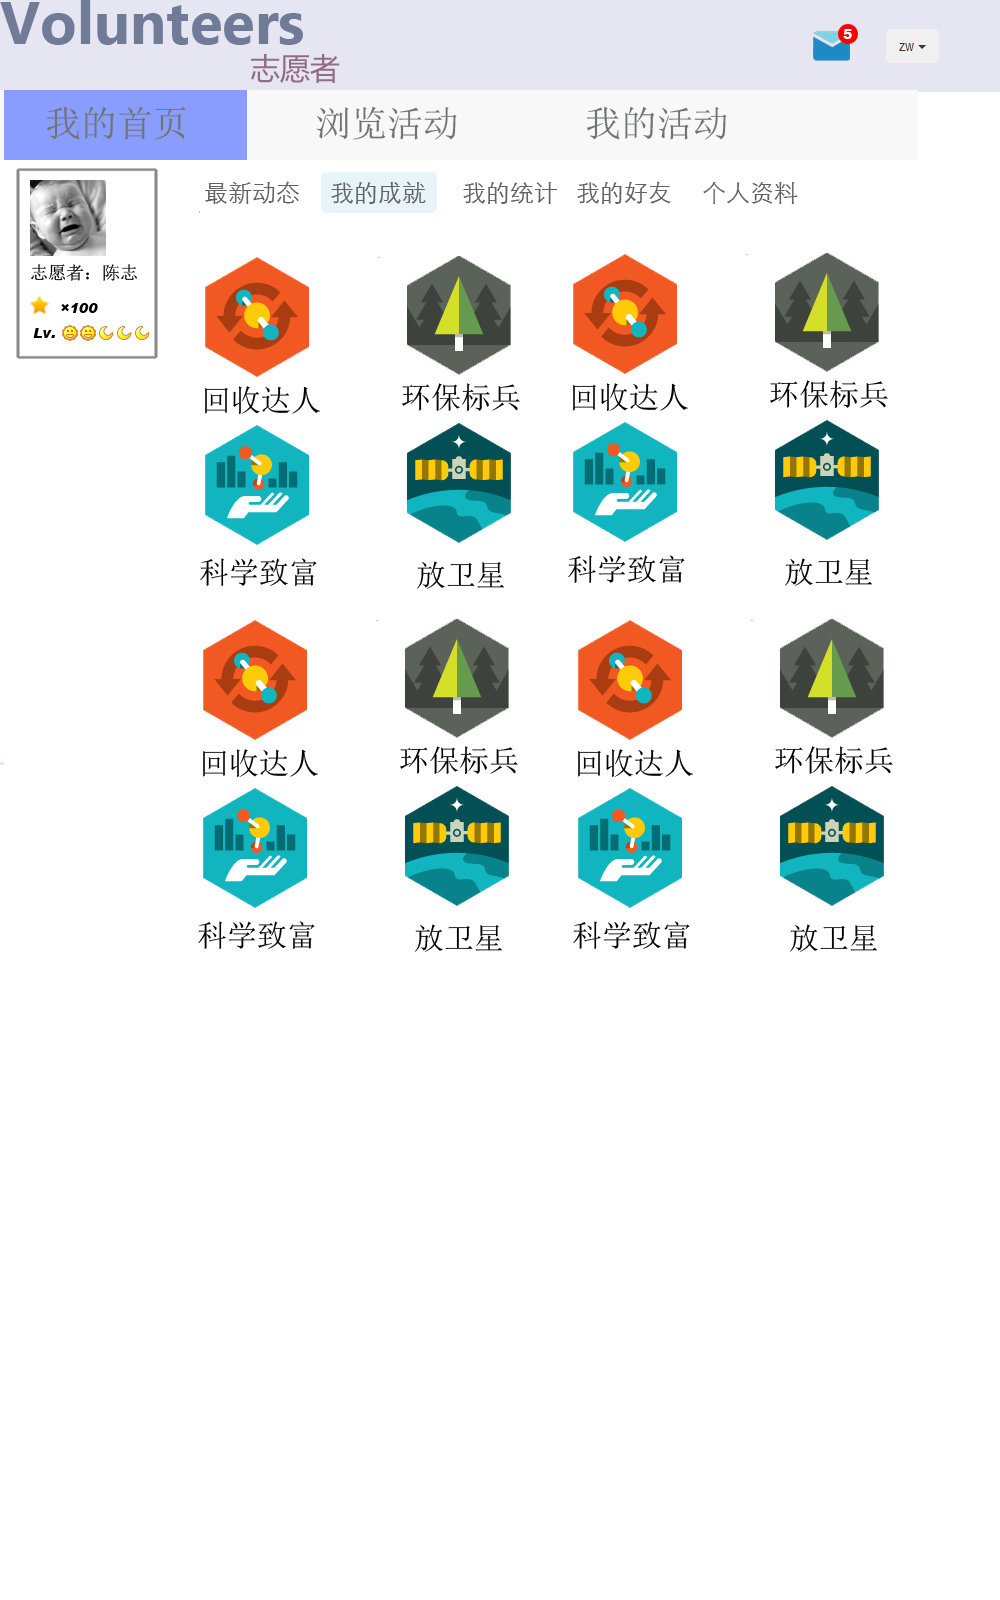 Volunteers
志愿者
5
ZW
我的首页 浏览活动 我的活动
最新动态 我的成就 我的统计 我的好友 个人资料
志愿者：陈志
×100
Lv.
回收达人 环保标兵 回收达人 环保标兵
科学致富 放卫星 科学致富 放卫星
回收达人 环保标兵 回收达人 环保标兵
科学致富 放卫星 科学致富 放卫星